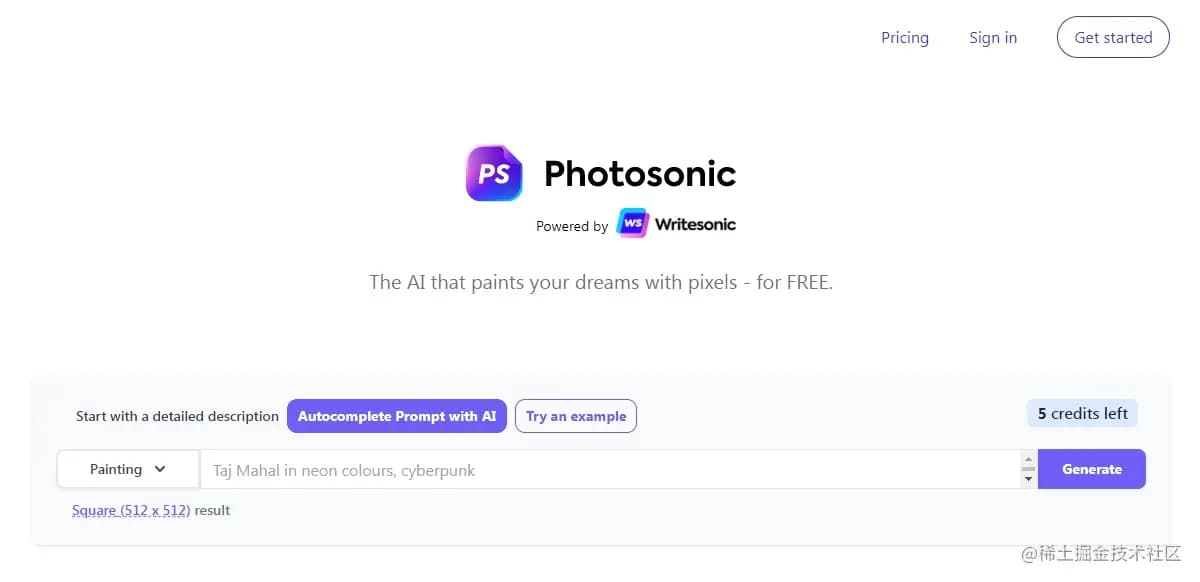 Pricing Sign in Get started
PS Photosonic
Powered by WS Writesonic
The AI that paints your dreams with pixels - for FREE.
Start with a detailed description Autocomplete Prompt with AI Try an example 5 credits left
Painting Taj Mahal in neon colours, cyberpunk Generate
Square (512 x 512) result
@稀土掘金技术社区